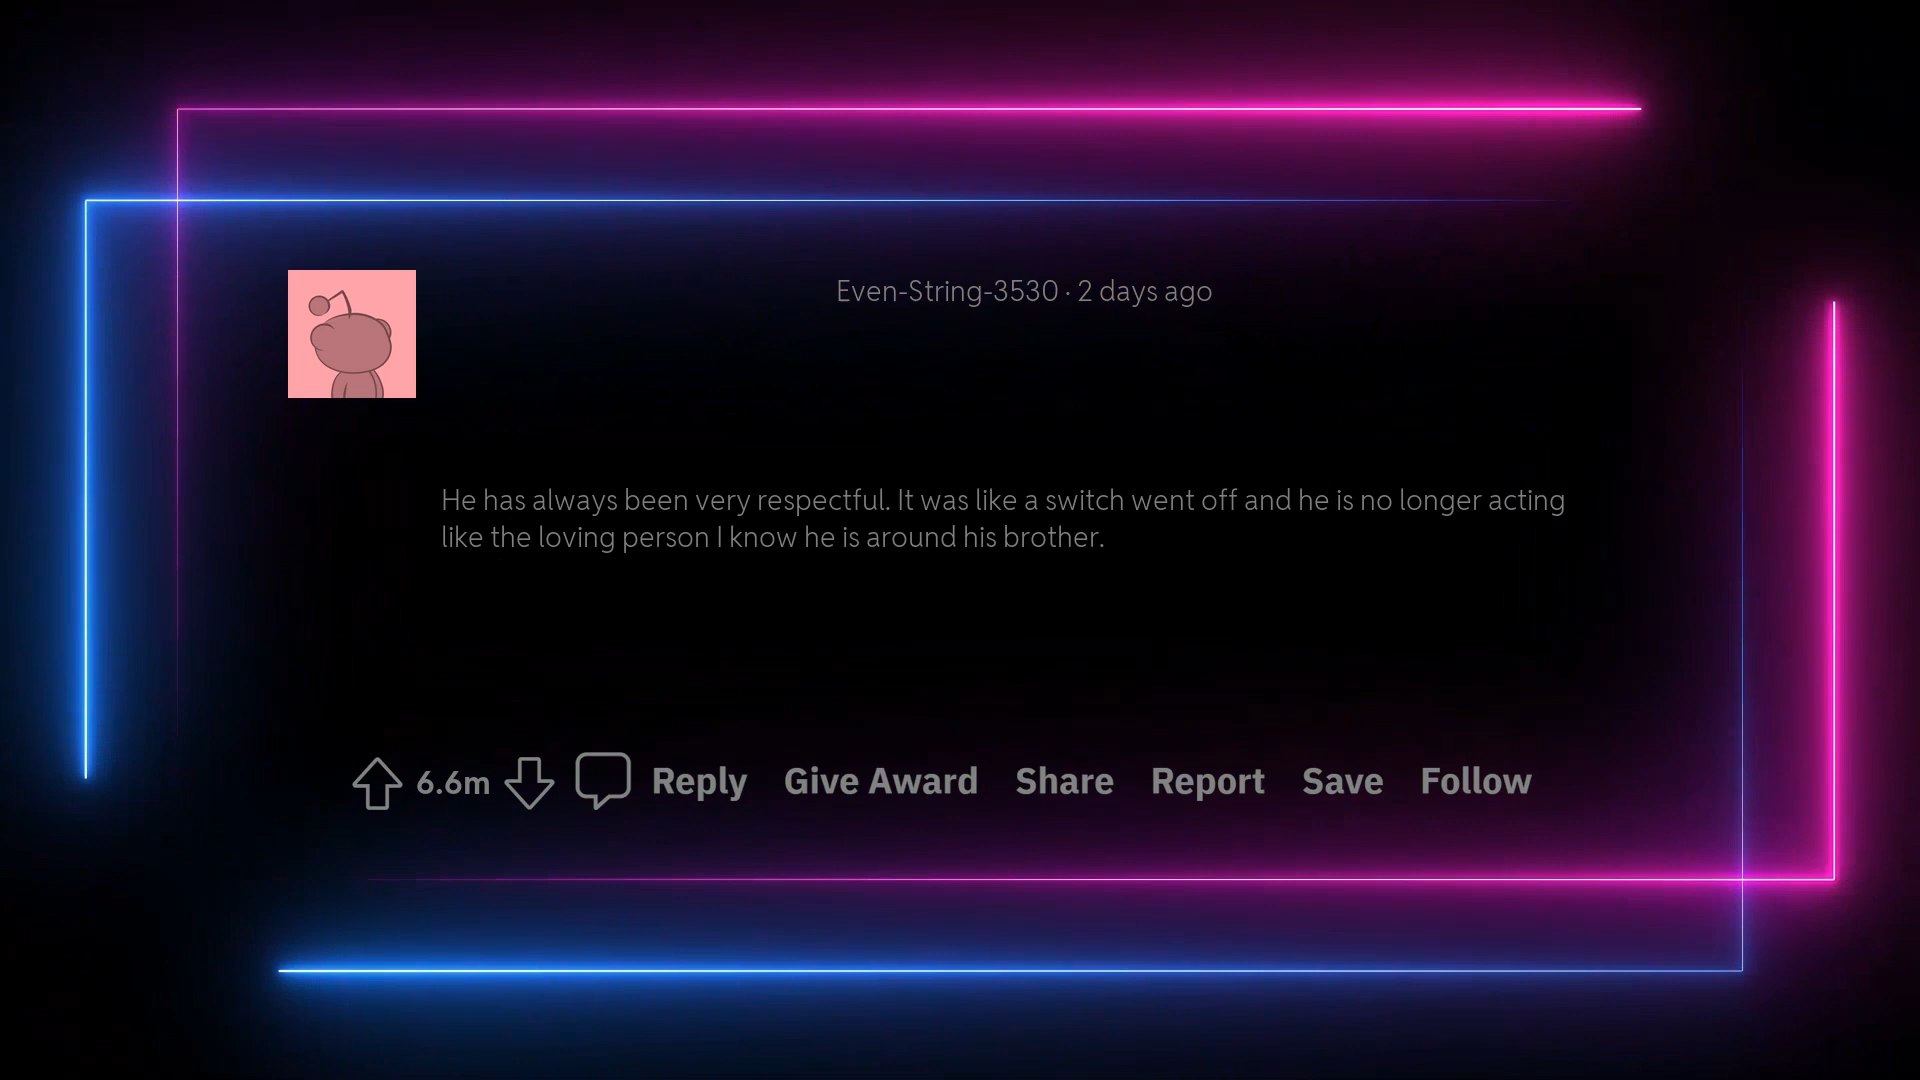 Even-String-3530 · 2 days ago
He has always been very respectful. It was like a switch went off and he is no longer acting
like the loving person I know he is around his brother.
6.6m Reply Give Award Share Report Save Follow